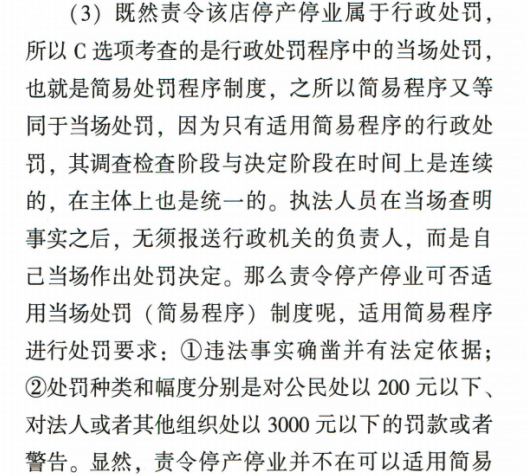 （3）既然责令该店停产停业属于行政处罚，
所以 C 选项考查的是行政处罚程序中的当场处罚，
也就是简易处罚程序制度，之所以简易程序又等
同于当场处罚，因为只有适用简易程序的行政处
罚，其调查检查阶段与决定阶段在时间上是连续
的，在主体上也是统一的。执法人员在当场查明
事实之后，无须报送行政机关的负责人，而是自
己当场作出处罚决定。那么责令停产停业可否适
用当场处罚（简易程序）制度呢，适用简易程序
进行处罚要求：①违法事实确凿并有法定依据；
②处罚种类和幅度分别是对公民处以 200 元以下、
对法人或者其他组织处以 3000 元以下的罚款或者
警告。显然，责令停产停业并不在可以适用简易